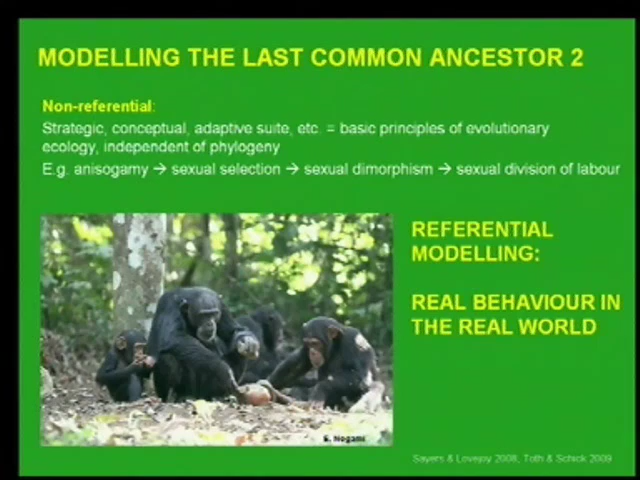 MODELLING THE LAST COMMON ANCESTOR 2
Non-referential:
Strategic, conceptual, adaptive suite, etc. = basic principles of evolutionary
ecology, independent of phylogeny
E.g. anisogamy → sexual selection → sexual dimorphism → sexual division of labour
REFERENTIAL
MODELLING:
REAL BEHAVIOUR IN
THE REAL WORLD
E. Nogami
Sayers & Lovejoy 2008, Toth & Schick 2009